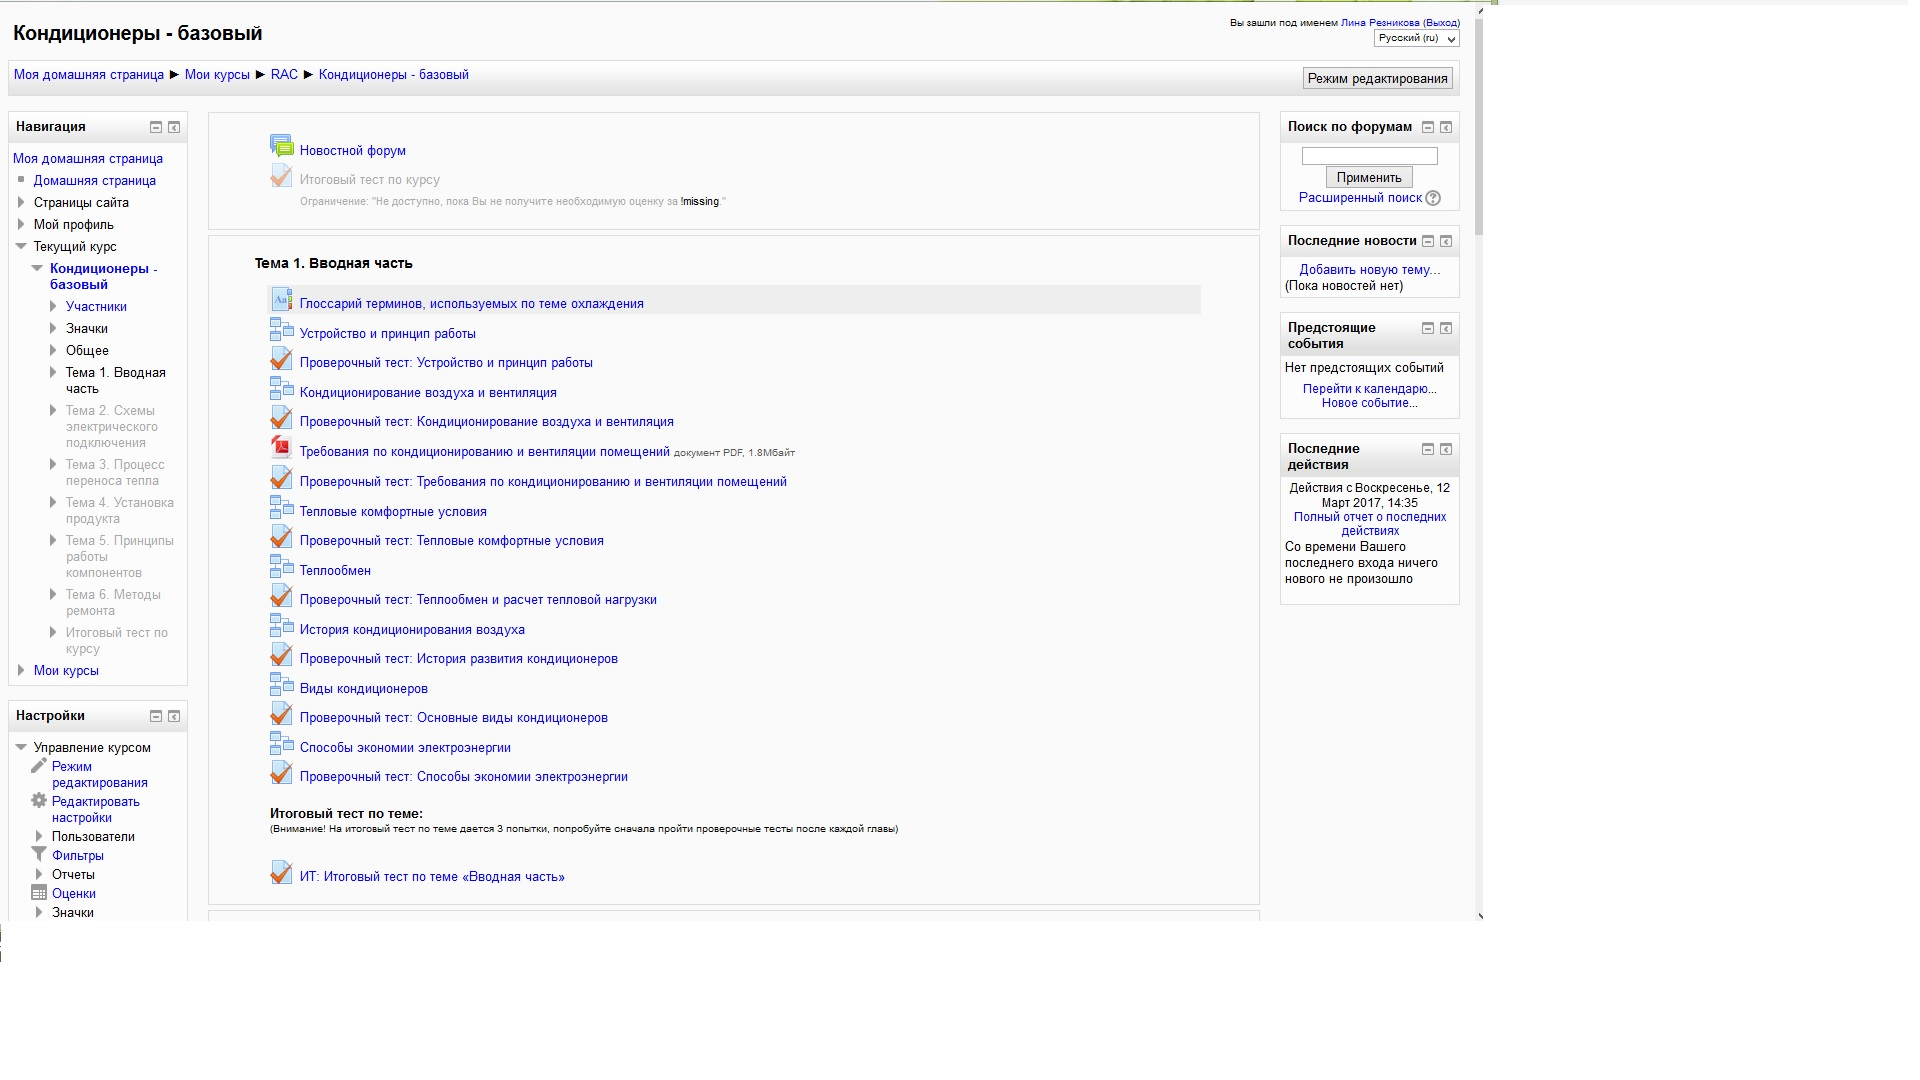 Кондиционеры - базовый
Вы зашли под именем Лина Резникова (Выход)
Русский (ru)
Моя домашняя страница ► Мои курсы ► RAC ► Кондиционеры - базовый
Режим редактирования
Навигация
Моя домашняя страница
Домашняя страница
Страницы сайта
Мой профиль
Текущий курс
Кондиционеры -
базовый
Участники
Значки
Общее
Тема 1. Вводная
часть
Тема 2. Схемы
электрического
подключения
Тема 3. Процесс
переноса тепла
Тема 4. Установка
продукта
Тема 5. Принципы
работы
компонентов
Тема 6. Методы
ремонта
Итоговый тест по
курсу
Мои курсы
Настройки
Управление курсом
Режим
редактирования
Редактировать
настройки
Пользователи
Фильтры
Отчеты
Оценки
Значки
Новостной форум
Итоговый тест по курсу
Ограничение: "Не доступно, пока Вы не получите необходимую оценку за !missing."
Тема 1. Вводная часть
Глоссарий терминов, используемых по теме охлаждения
Устройство и принцип работы
Проверочный тест: Устройство и принцип работы
Кондиционирование воздуха и вентиляция
Проверочный тест: Кондиционирование воздуха и вентиляция
Требования по кондиционированию и вентиляции помещений документ PDF, 1.8Мбайт
Проверочный тест: Требования по кондиционированию и вентиляции помещений
Тепловые комфортные условия
Проверочный тест: Тепловые комфортные условия
Теплообмен
Проверочный тест: Теплообмен и расчет тепловой нагрузки
История кондиционирования воздуха
Проверочный тест: История развития кондиционеров
Виды кондиционеров
Проверочный тест: Основные виды кондиционеров
Способы экономии электроэнергии
Проверочный тест: Способы экономии электроэнергии
Итоговый тест по теме:
(Внимание! На итоговый тест по теме дается 3 попытки, попробуйте сначала пройти проверочные тесты после каждой главы)
ИТ: Итоговый тест по теме «Вводная часть»
Поиск по форумам
Применить
Расширенный поиск
Последние новости
Добавить новую тему...
(Пока новостей нет)
Предстоящие
события
Нет предстоящих событий
Перейти к календарю...
Новое событие...
Последние
действия
Действия с Воскресенье, 12
Март 2017, 14:35
Полный отчет о последних
действиях
Со времени Вашего
последнего входа ничего
нового не произошло